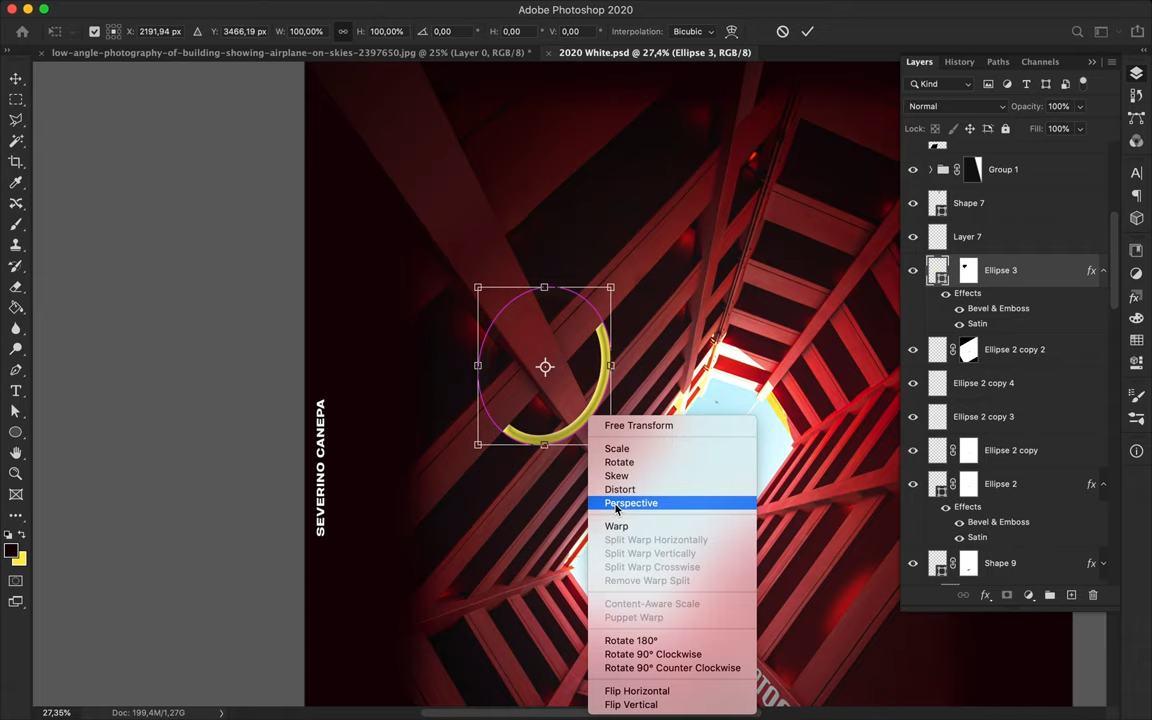 Adobe Photoshop 2020
X: 2191,94 px Y: 3466,19 px W: 100,00% H: 100,00% 0,00 H: 0,00 V: 0,00 Interpolation: Bicubic
low-angle-photography-of-building-showing-airplane-on-skies-2397650.jpg @ 25% (Layer 0, RGB/8) *
2020 White.psd @ 27,4% (Ellipse 3, RGB/8)
Layers History Paths Channels
Kind
Normal Opacity: 100%
Lock: Fill: 100%
Group 1
Shape 7
Layer 7
Ellipse 3 fx
Effects
Bevel & Emboss
Satin
Ellipse 2 copy 2
Ellipse 2 copy 4
Ellipse 2 copy 3
Ellipse 2 copy
Ellipse 2 fx
Effects
Bevel & Emboss
Satin
Shape 9 fx
SEVERINO CANEPA
Free Transform
Scale
Rotate
Skew
Distort
Perspective
Warp
Split Warp Horizontally
Split Warp Vertically
Split Warp Crosswise
Remove Warp Split
Content-Aware Scale
Puppet Warp
Rotate 180°
Rotate 90° Clockwise
Rotate 90° Counter Clockwise
Flip Horizontal
Flip Vertical
27,35% Doc: 199,4M/1,27G